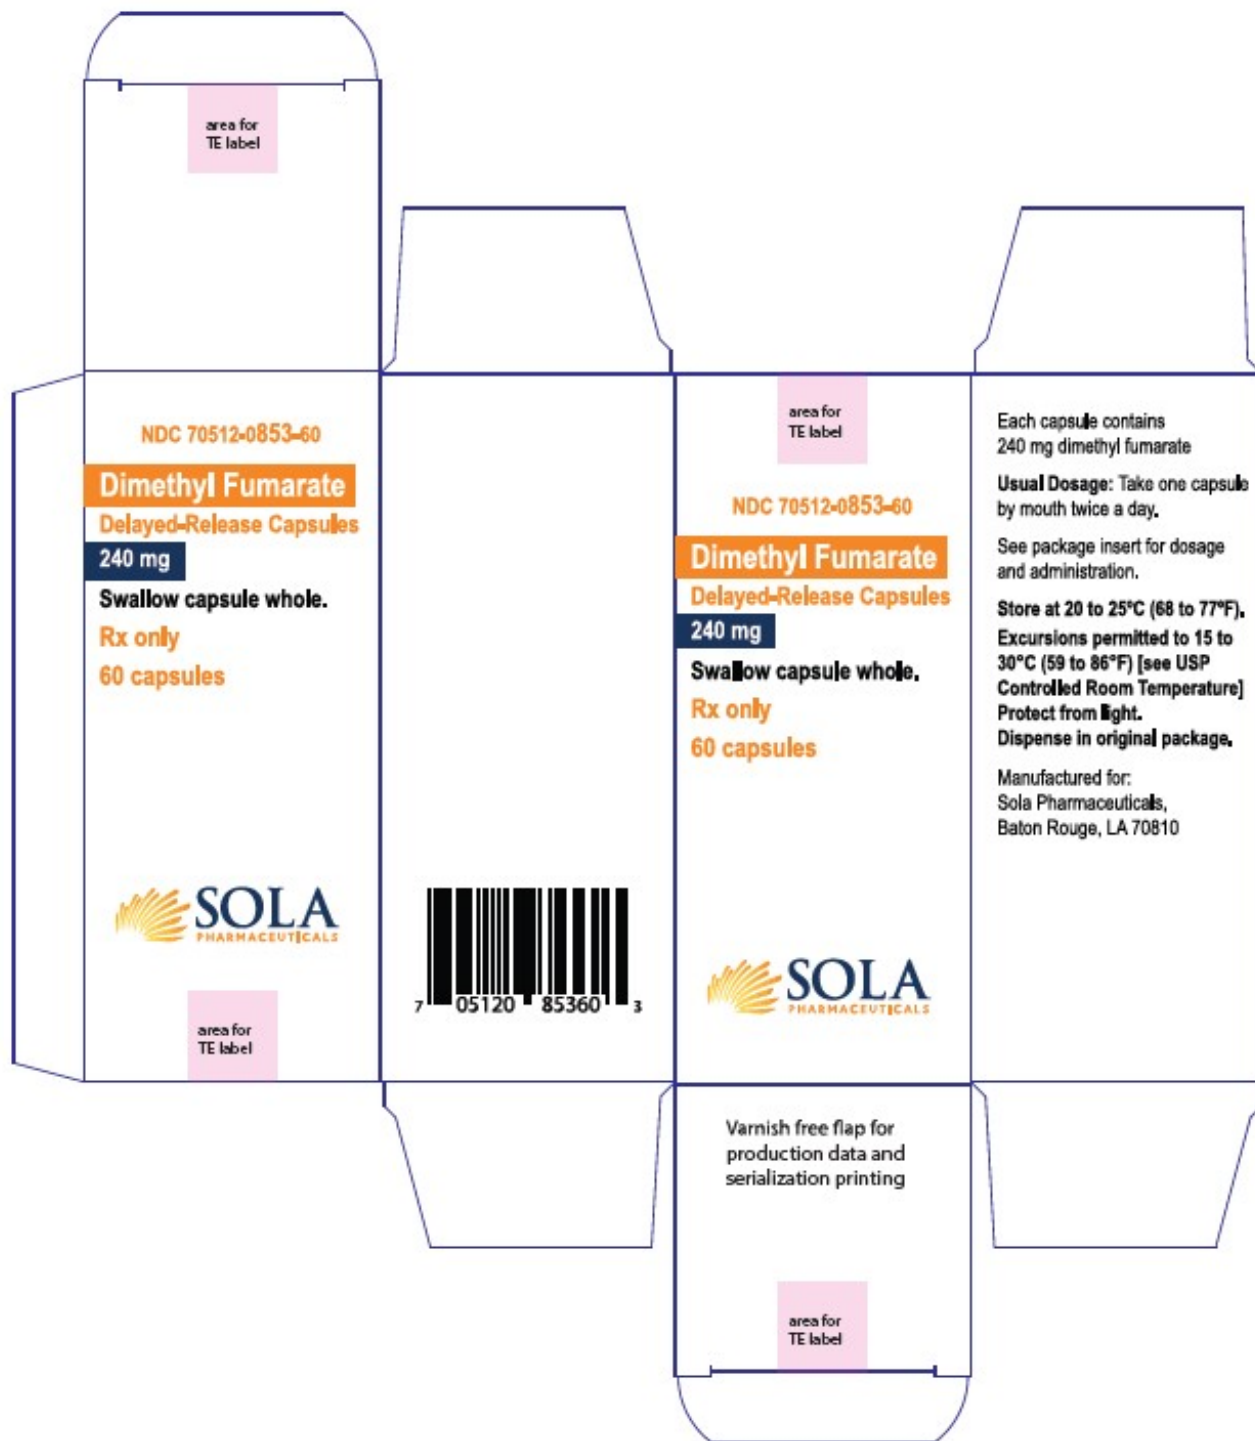 area for
TE label
NDC 70512-0853-60
Dimethyl Fumarate
Delayed-Release Capsules
240 mg
Swallow capsule whole.
Rx only
60 capsules
SOLA
PHARMACEUTICALS
area for
TE label
7 05120 85360 3
area for
TE label
NDC 70512-0853-60
Dimethyl Fumarate
Delayed-Release Capsules
240 mg
Swallow capsule whole.
Rx only
60 capsules
SOLA
PHARMACEUTICALS
Varnish free flap for
production data and
serialization printing
area for
TE label
Each capsule contains
240 mg dimethyl fumarate
Usual Dosage: Take one capsule
by mouth twice a day.
See package insert for dosage
and administration.
Store at 20 to 25°C (68 to 77°F).
Excursions permitted to 15 to
30°C (59 to 86°F) [see USP
Controlled Room Temperature]
Protect from light.
Dispense in original package.
Manufactured for:
Sola Pharmaceuticals,
Baton Rouge, LA 70810